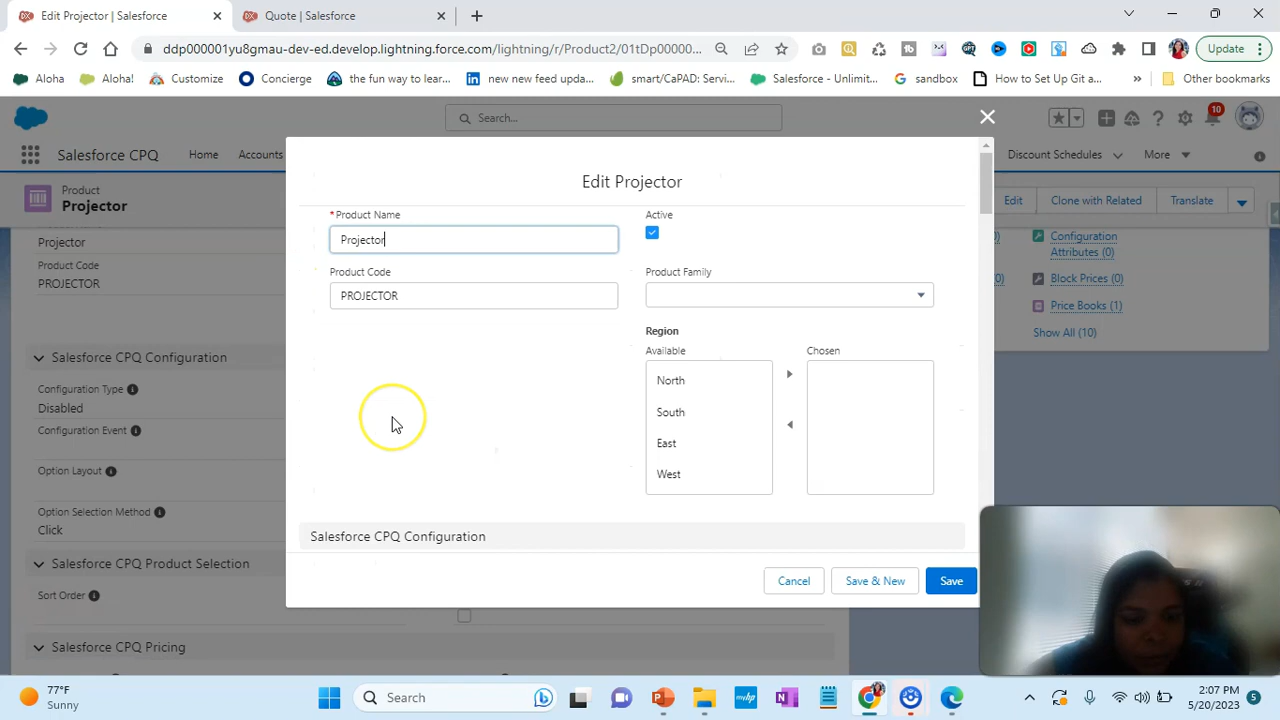 Edit Projector | Salesforce
Quote | Salesforce
ddp000001yu8gmau-dev-ed.develop.lightning.force.com/lightning/r/Product2/01tDp0000...
Update
Aloha
Aloha!
Customize
Concierge
the fun way to lear...
new new feed upda...
smart/CaPAD: Servi...
Salesforce - Unlimit...
sandbox
How to Set Up Git a...
»
Other bookmarks
Search...
10
Salesforce CPQ
Home
Accounts
Discount Schedules
More
Product
Projector
Edit
Clone with Related
Translate
Projector
Product Code
PROJECTOR
Salesforce CPQ Configuration
Configuration Type
Disabled
Configuration Event
Option Layout
Option Selection Method
Click
Salesforce CPQ Product Selection
Sort Order
Salesforce CPQ Pricing
Edit Projector
*Product Name
Projector
Active
Product Code
PROJECTOR
Product Family
Region
Available
Chosen
North
South
East
West
Salesforce CPQ Configuration
Cancel
Save & New
Save
(0)
Configuration
Attributes (0)
(0)
Block Prices (0)
Price Books (1)
Show All (10)
77°F
Sunny
Search
2:07 PM
5/20/2023
5